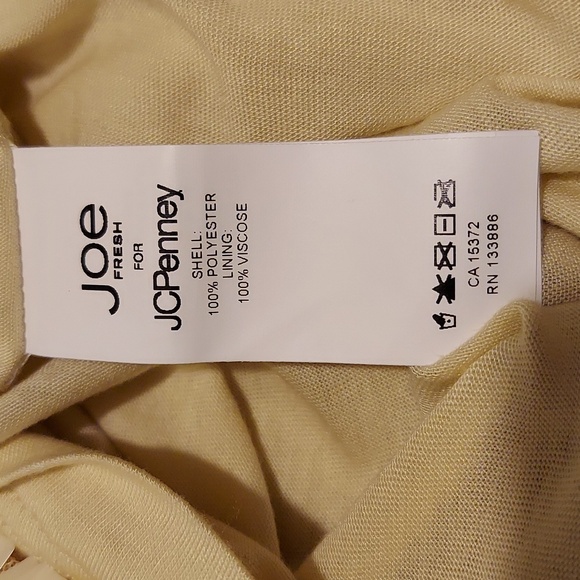 Joe
FRESH
FOR
JCPenney
SHELL:
100% POLYESTER
LINING:
100% VISCOSE
CA 15372
RN 133886